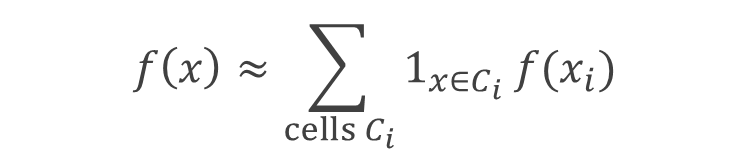 f(x) ≈ ∑ 1_{x∈C_i} f(x_i)
cells C_i